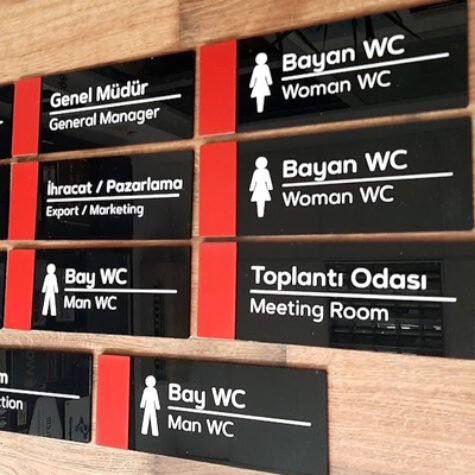 Genel Müdür
General Manager
Bayan WC
Woman WC
İhracat / Pazarlama
Export / Marketing
Bayan WC
Woman WC
Bay WC
Man WC
Toplantı Odası
Meeting Room
Bay WC
Man WC